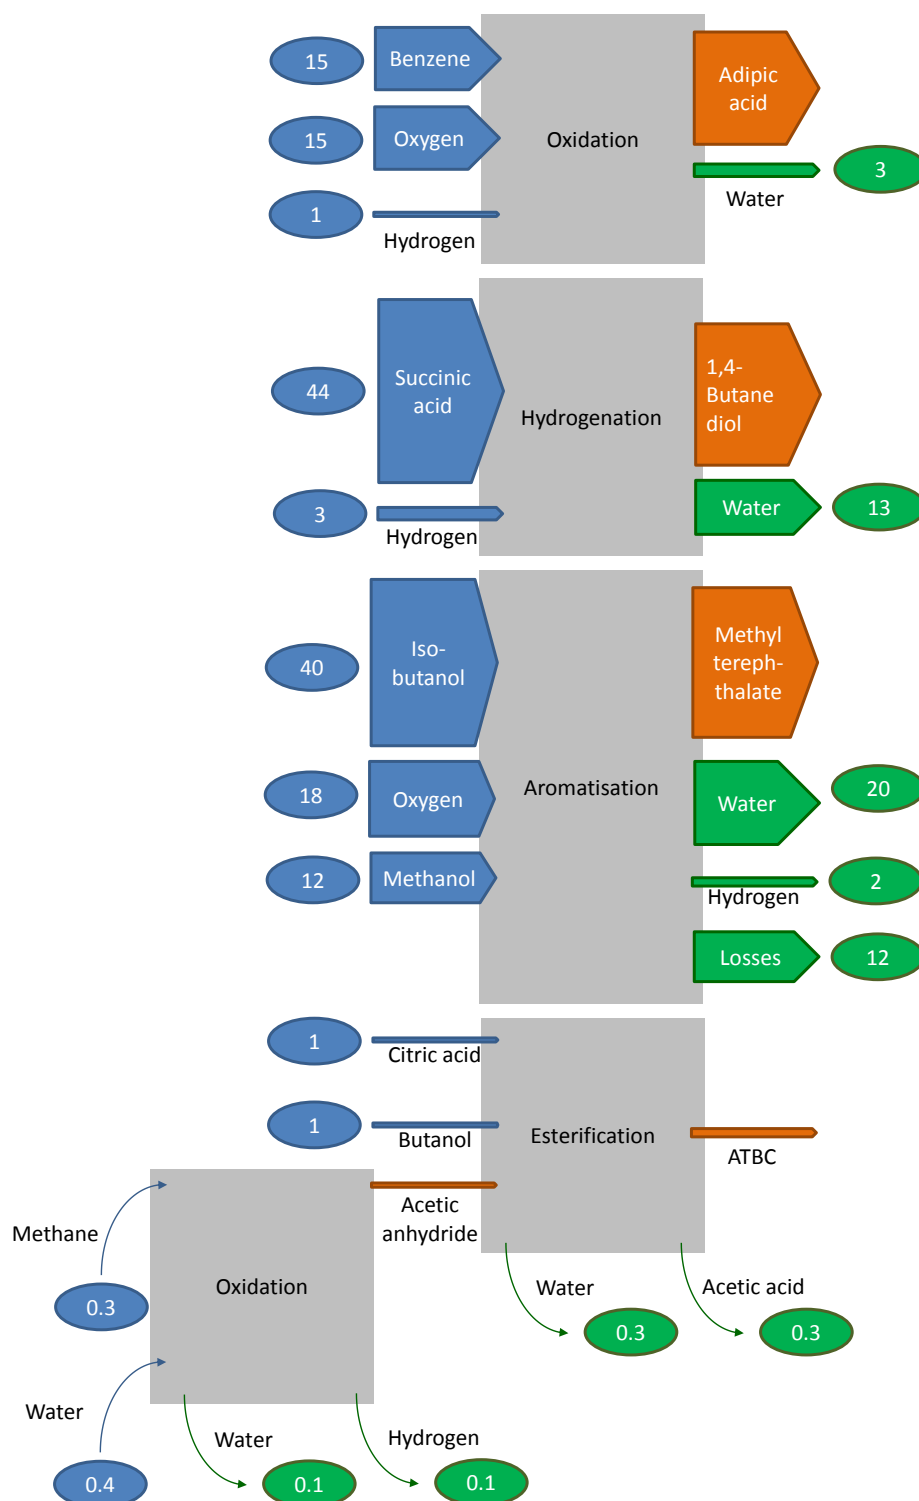 15
Benzene
Adipic
acid
15
Oxygen
Oxidation
3
Water
1
Hydrogen
44
Succinic
acid
1,4-
Butane
diol
Hydrogenation
3
Hydrogen
Water
13
40
Iso-
butanol
Methyl
tereph-
thalate
18
Oxygen
Aromatisation
Water
20
12
Methanol
2
Hydrogen
Losses
12
1
Citric acid
1
Butanol
Esterification
ATBC
Acetic
anhydride
Methane
Oxidation
0.3
Water
0.3
Acetic acid
0.3
Water
0.4
Water
0.1
Hydrogen
0.1